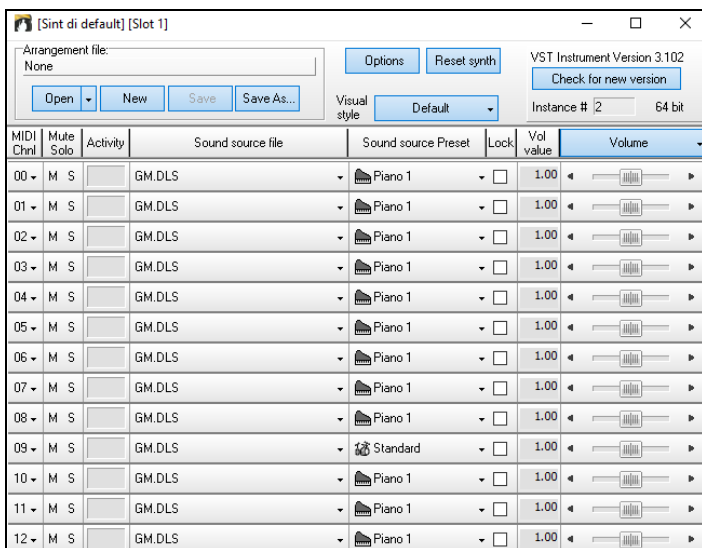 [Sint di default] [Slot 1]
Arrangement file:
None
Open New Save Save As...
Options Reset synth
Visual style Default
VST Instrument Version 3.102
Check for new version
Instance # 2 64 bit
MIDI Chnl Mute Solo Activity Sound source file Sound source Preset Lock Vol value Volume
00 M S GM.DLS Piano 1 1.00
01 M S GM.DLS Piano 1 1.00
02 M S GM.DLS Piano 1 1.00
03 M S GM.DLS Piano 1 1.00
04 M S GM.DLS Piano 1 1.00
05 M S GM.DLS Piano 1 1.00
06 M S GM.DLS Piano 1 1.00
07 M S GM.DLS Piano 1 1.00
08 M S GM.DLS Piano 1 1.00
09 M S GM.DLS Standard 1.00
10 M S GM.DLS Piano 1 1.00
11 M S GM.DLS Piano 1 1.00
12 M S GM.DLS Piano 1 1.00